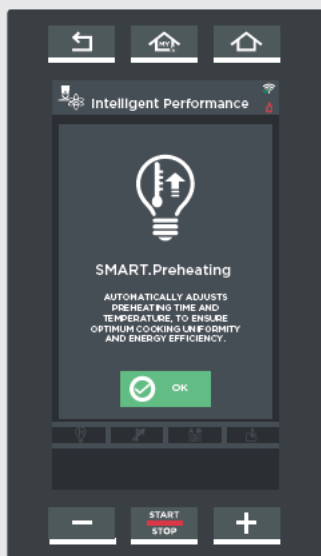 MY
Intelligent Performance
SMART.Preheating
AUTOMATICALLY ADJUSTS
PREHEATING TIME AND
TEMPERATURE, TO ENSURE
OPTIMUM COOKING UNIFORMITY
AND ENERGY EFFICIENCY.
OK
START
STOP